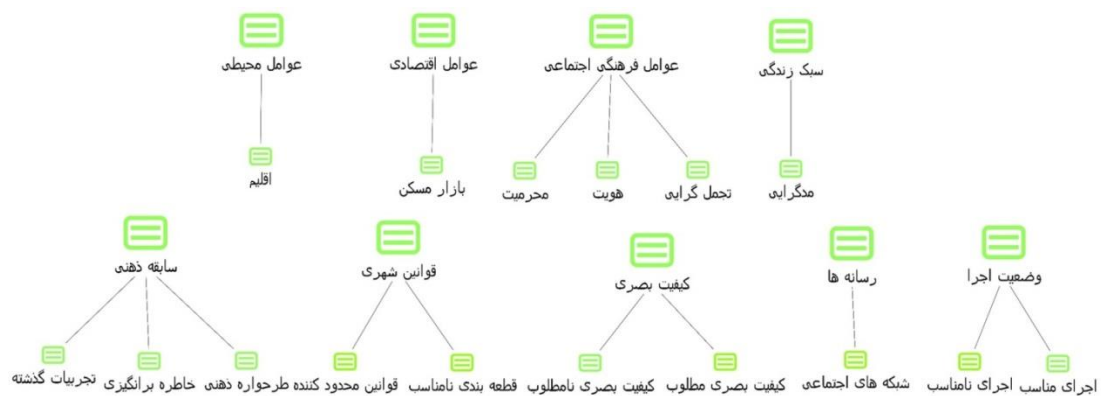 سبک زندگی
عوامل فرهنگی اجتماعی
عوامل اقتصادی
عوامل محیطی
مدگرایی
تجمل گرایی
هویت
محرمیت
بازار مسکن
اقلیم
وضعیت اجرا
رسانه ها
کیفیت بصری
قوانین شهری
سابقه ذهنی
اجرای مناسب
اجرای نامناسب
شبکه های اجتماعی
کیفیت بصری مطلوب
کیفیت بصری نامطلوب
قطعه بندی نامناسب
قوانین محدود کننده
طرحواره ذهنی
خاطره برانگیزی
تجربیات گذشته